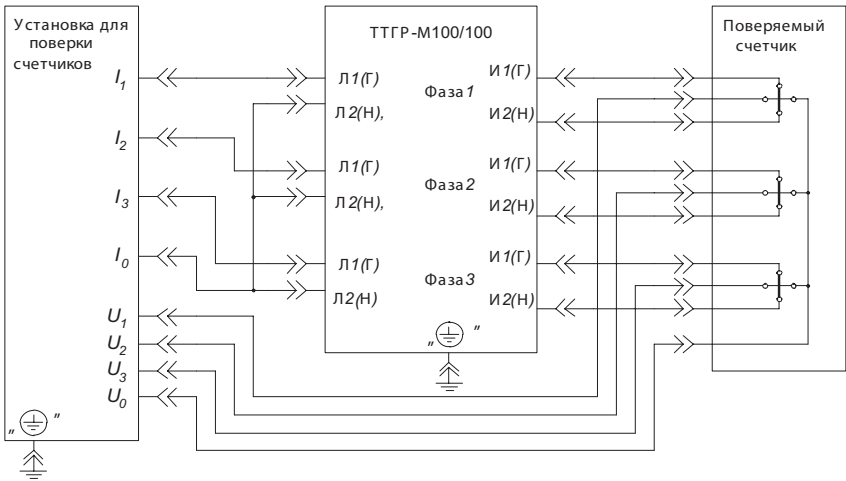 Установка для
поверки
счетчиков
I1
I2
I3
I0
U1
U2
U3
U0
„ ”
ТТГР-М100/100
Л1(Г)
Л2(Н),
Фаза1
И1(Г)
И2(Н)
Л1(Г)
Л2(Н),
Фаза2
И1(Г)
И2(Н)
Л1(Г)
Л2(Н)
Фаза3
И1(Г)
И2(Н)
„ ”
Поверяемый
счетчик